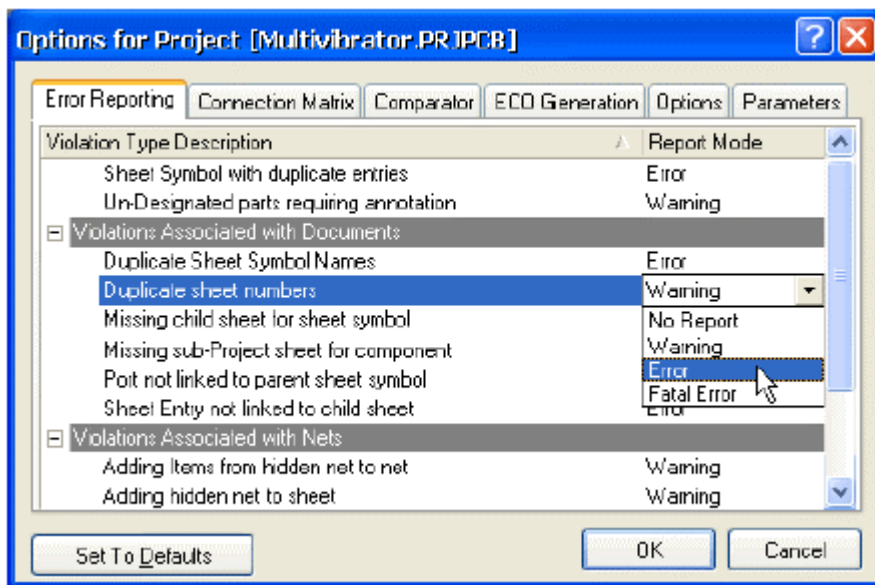 Options for Project [Multivibrator.PRJPCB]
Error Reporting Connection Matrix Comparator ECO Generation Options Parameters
Violation Type Description Report Mode
Sheet Symbol with duplicate entries Error
Un-Designated parts requiring annotation Warning
Violations Associated with Documents
Duplicate Sheet Symbol Names Error
Duplicate sheet numbers Warning
Missing child sheet for sheet symbol No Report
Missing sub-Project sheet for component Warning
Port not linked to parent sheet symbol Error
Sheet Entry not linked to child sheet Fatal Error
Error
Violations Associated with Nets
Adding Items from hidden net to net Warning
Adding hidden net to sheet Warning
Set To Defaults OK Cancel